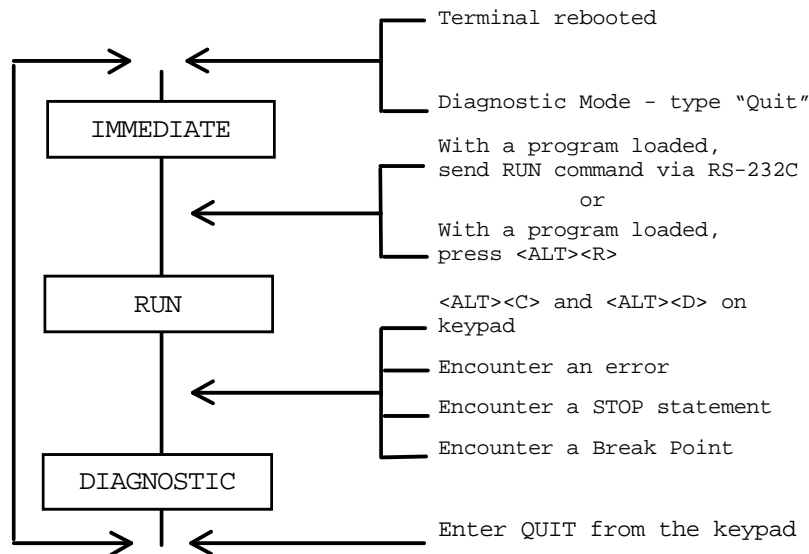 Terminal rebooted
Diagnostic Mode - type “Quit”
IMMEDIATE
With a program loaded,
send RUN command via RS-232C
or
With a program loaded,
press <ALT><R>
RUN
<ALT><C> and <ALT><D> on
keypad
Encounter an error
Encounter a STOP statement
Encounter a Break Point
DIAGNOSTIC
Enter QUIT from the keypad